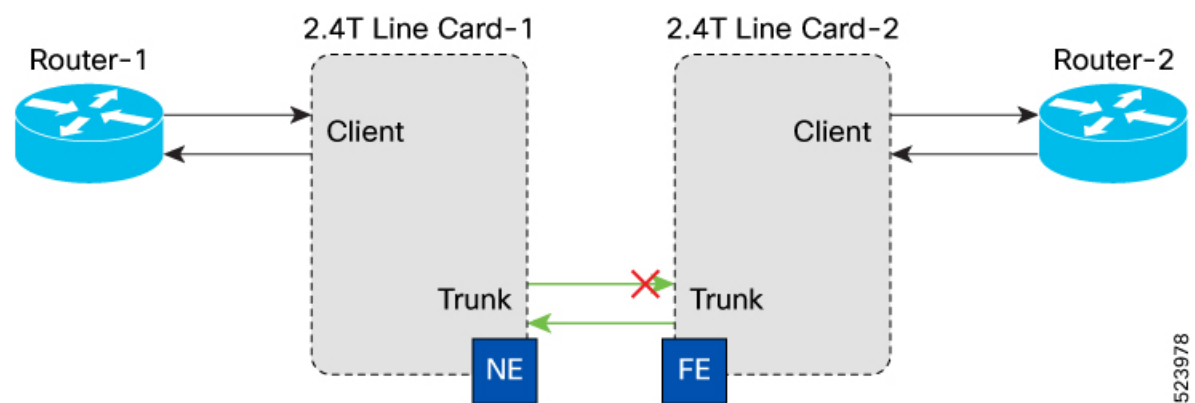 2.4T Line Card-1
2.4T Line Card-2
Router-1
Router-2
Client
Client
Trunk
Trunk
NE
FE
523978